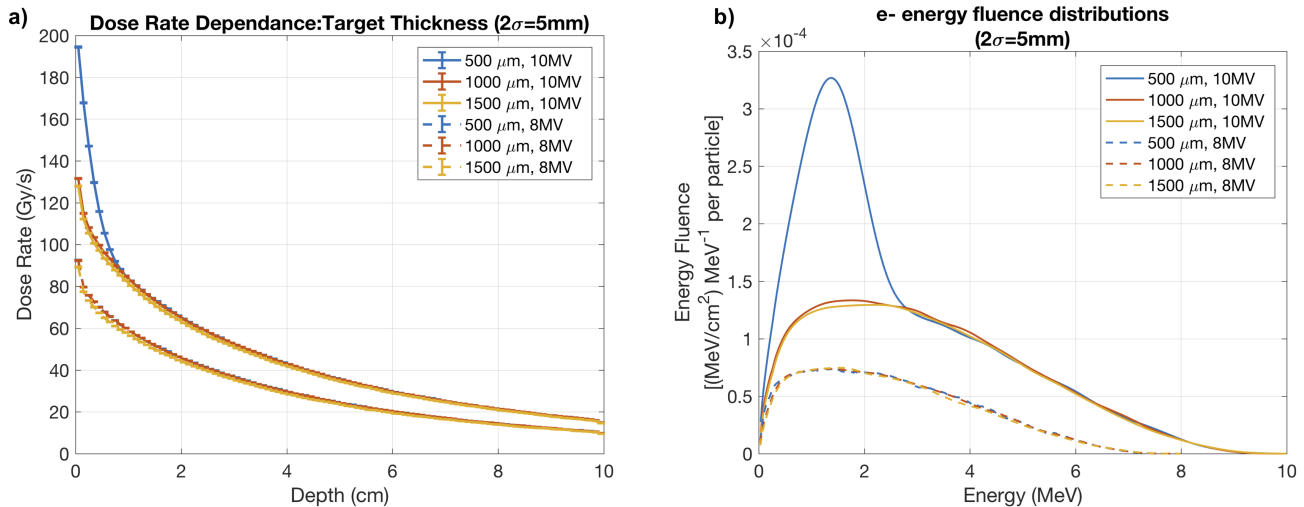 a)
Dose Rate Dependance:Target Thickness (2σ=5mm)
200
180
160
140
120
100
80
60
40
20
0
Dose Rate (Gy/s)
500 μm, 10MV
1000 μm, 10MV
1500 μm, 10MV
500 μm, 8MV
1000 μm, 8MV
1500 μm, 8MV
0 2 4 6 8 10
Depth (cm)
b)
e- energy fluence distributions
(2σ=5mm)
×10⁻⁴
3.5
3
2.5
2
1.5
1
0.5
0
Energy Fluence
[(MeV/cm²) MeV⁻¹ per particle]
500 μm, 10MV
1000 μm, 10MV
1500 μm, 10MV
500 μm, 8MV
1000 μm, 8MV
1500 μm, 8MV
0 2 4 6 8 10
Energy (MeV)